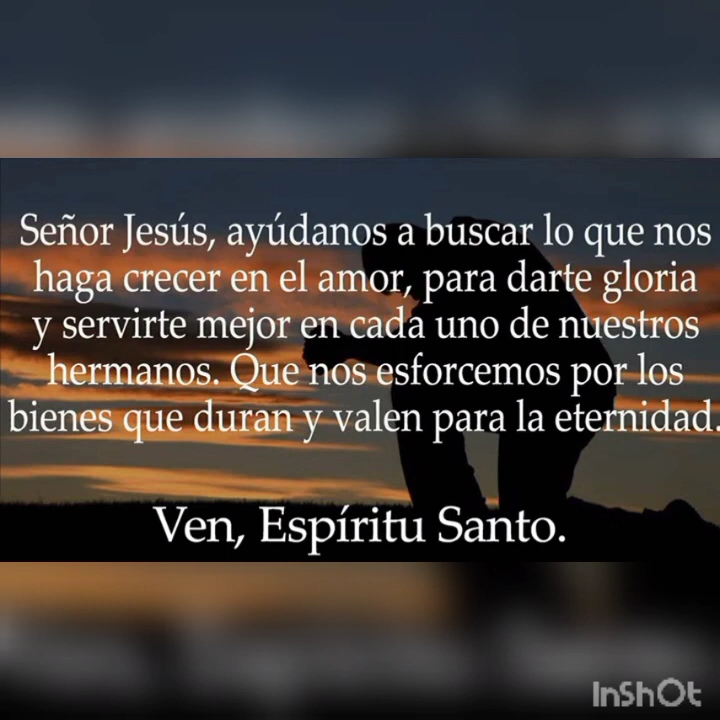 Señor Jesús, ayúdanos a buscar lo que nos
haga crecer en el amor, para darte gloria
y servirte mejor en cada uno de nuestros
hermanos. Que nos esforcemos por los
bienes que duran y valen para la eternidad.
Ven, Espíritu Santo.
InShOt